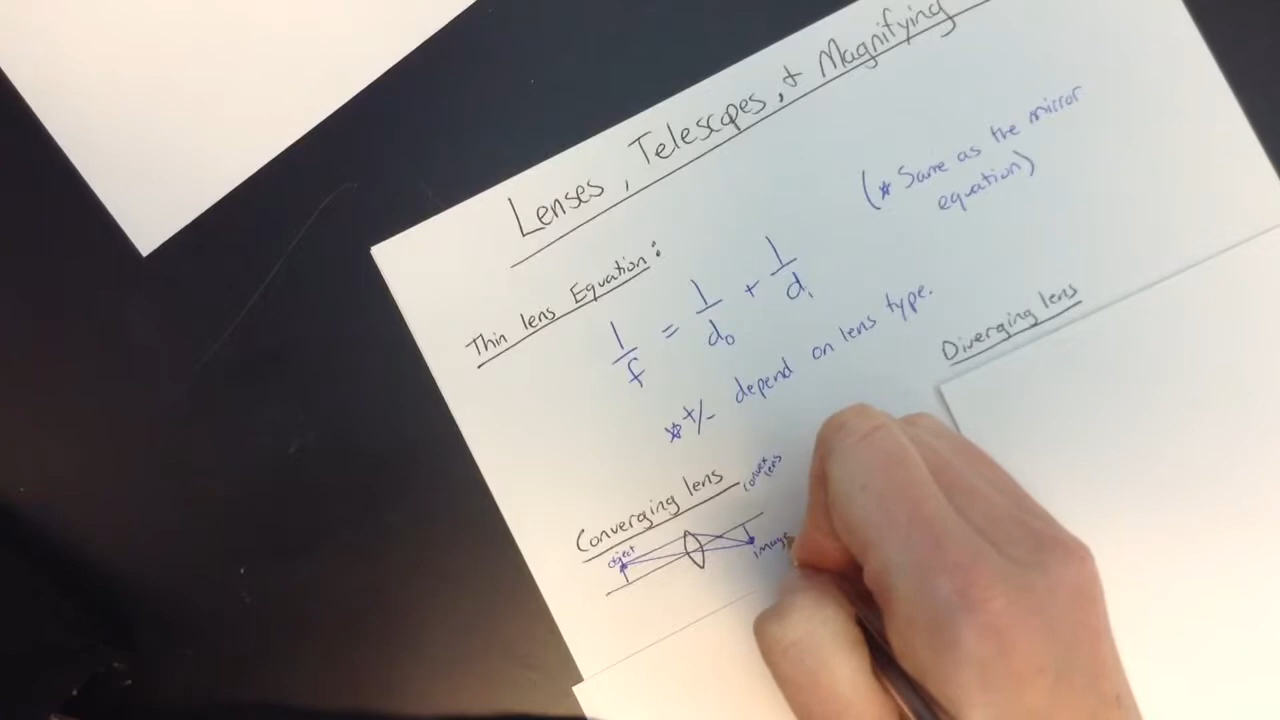 Lenses, Telescopes, & Magnifying
(* Same as the mirror
equation)
Thin lens Equation:
1/f = 1/do + 1/di
*+/- depend on lens type.
Converging lens
convex
lens
object
image
Diverging lens